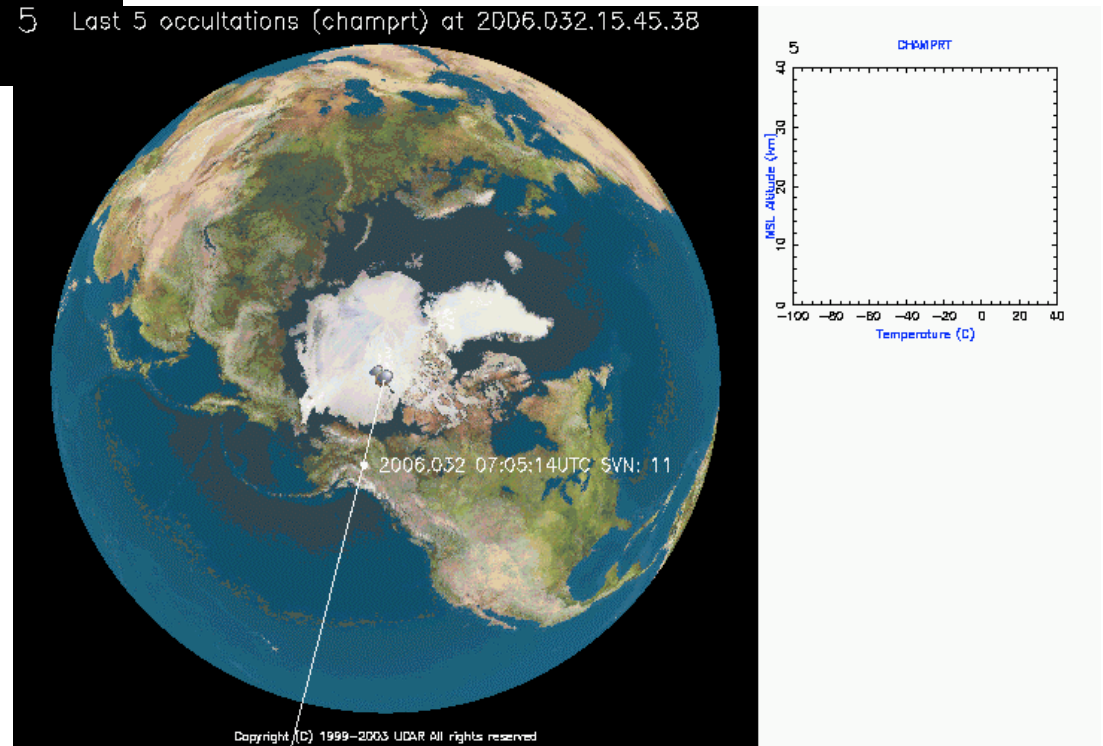 5 Last 5 occultations (champrt) at 2006.032.15.45.38
2006.032 07:05:14UTC SVN: 11
Copyright (C) 1999-2003 UCAR All rights reserved
5
CHAMPRT
MSL Altitude (km)
40
30
20
10
0
-100 -80 -60 -40 -20 0 20 40
Temperature (C)